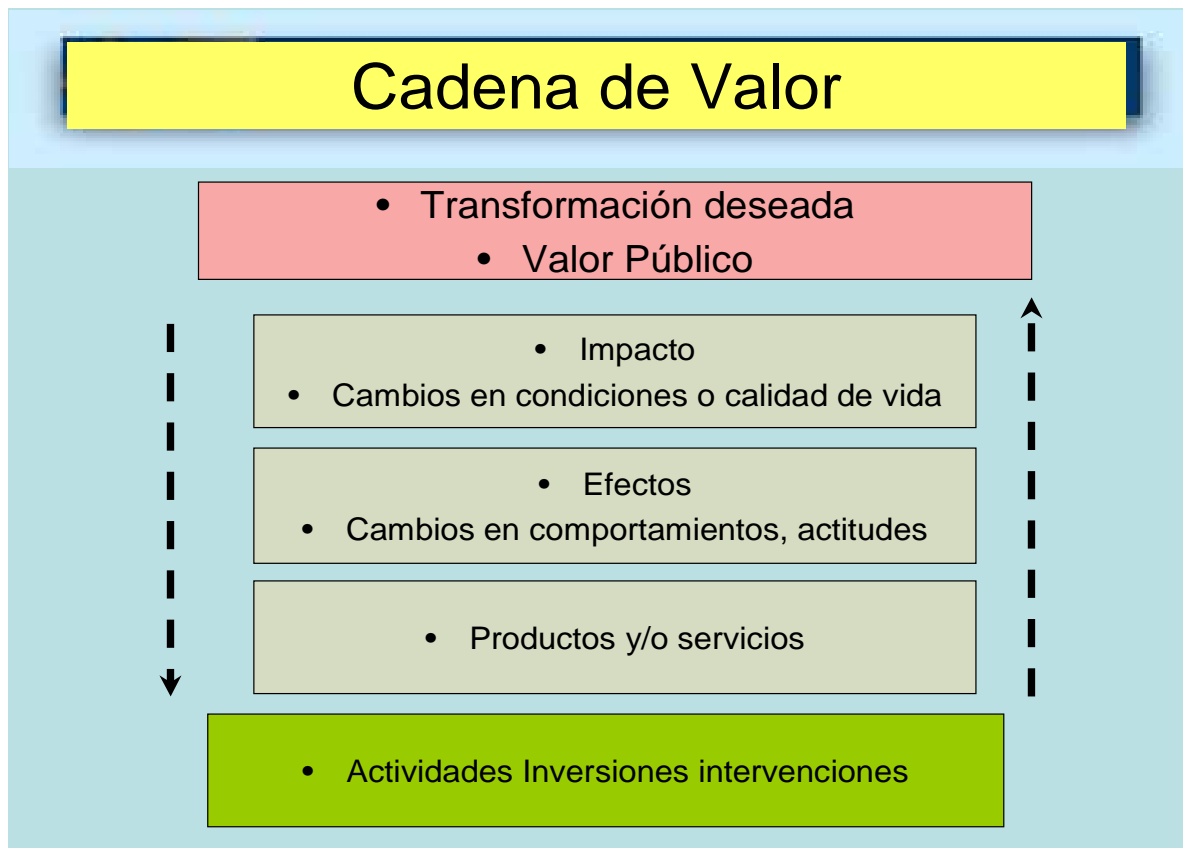 Cadena de Valor
• Transformación deseada
• Valor Público
• Impacto
• Cambios en condiciones o calidad de vida
• Efectos
• Cambios en comportamientos, actitudes
• Productos y/o servicios
• Actividades Inversiones intervenciones